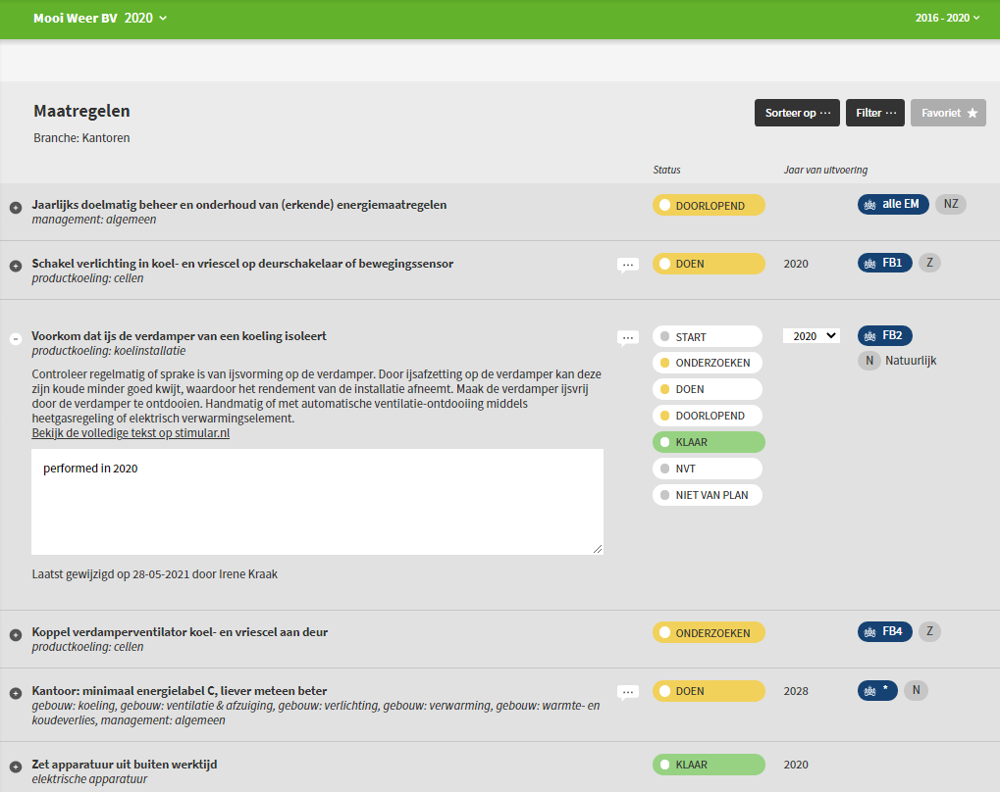 Mooi Weer BV 2020
2016 - 2020
Maatregelen
Sorteer op ···
Filter ···
Favoriet
Branche: Kantoren
Status
Jaar van uitvoering
Jaarlijks doelmatig beheer en onderhoud van (erkende) energiemaatregelen
management: algemeen
DOORLOPEND
alle EM
NZ
Schakel verlichting in koel- en vriescel op deurschakelaar of bewegingssensor
productkoeling: cellen
...
DOEN
2020
FB1
Z
Voorkom dat ijs de verdamper van een koeling isoleert
productkoeling: koelinstallatie
Controleer regelmatig of sprake is van ijsvorming op de verdamper. Door ijsafzetting op de verdamper kan deze
zijn koude minder goed kwijt, waardoor het rendement van de installatie afneemt. Maak de verdamper ijsvrij
door de verdamper te ontdooien. Handmatig of met automatische ventilatie-ontdooiing middels
heetgasregeling of elektrisch verwarmingselement.
Bekijk de volledige tekst op stimular.nl
performed in 2020
Laatst gewijzigd op 28-05-2021 door Irene Kraak
...
START
ONDERZOEKEN
DOEN
DOORLOPEND
KLAAR
NVT
NIET VAN PLAN
2020
FB2
N Natuurlijk
Koppel verdamperventilator koel- en vriescel aan deur
productkoeling: cellen
ONDERZOEKEN
FB4
Z
Kantoor: minimaal energielabel C, liever meteen beter
gebouw: koeling, gebouw: ventilatie & afzuiging, gebouw: verlichting, gebouw: verwarming, gebouw: warmte- en
koudeverlies, management: algemeen
...
DOEN
2028
*
N
Zet apparatuur uit buiten werktijd
elektrische apparatuur
KLAAR
2020